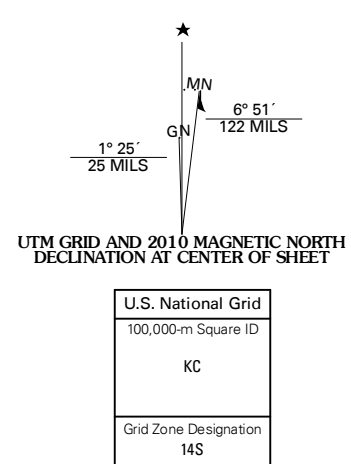 MN
6° 51´
122 MILS
GN
1° 25´
25 MILS
UTM GRID AND 2010 MAGNETIC NORTH
DECLINATION AT CENTER OF SHEET
U.S. National Grid
100,000-m Square ID
KC
Grid Zone Designation
14S